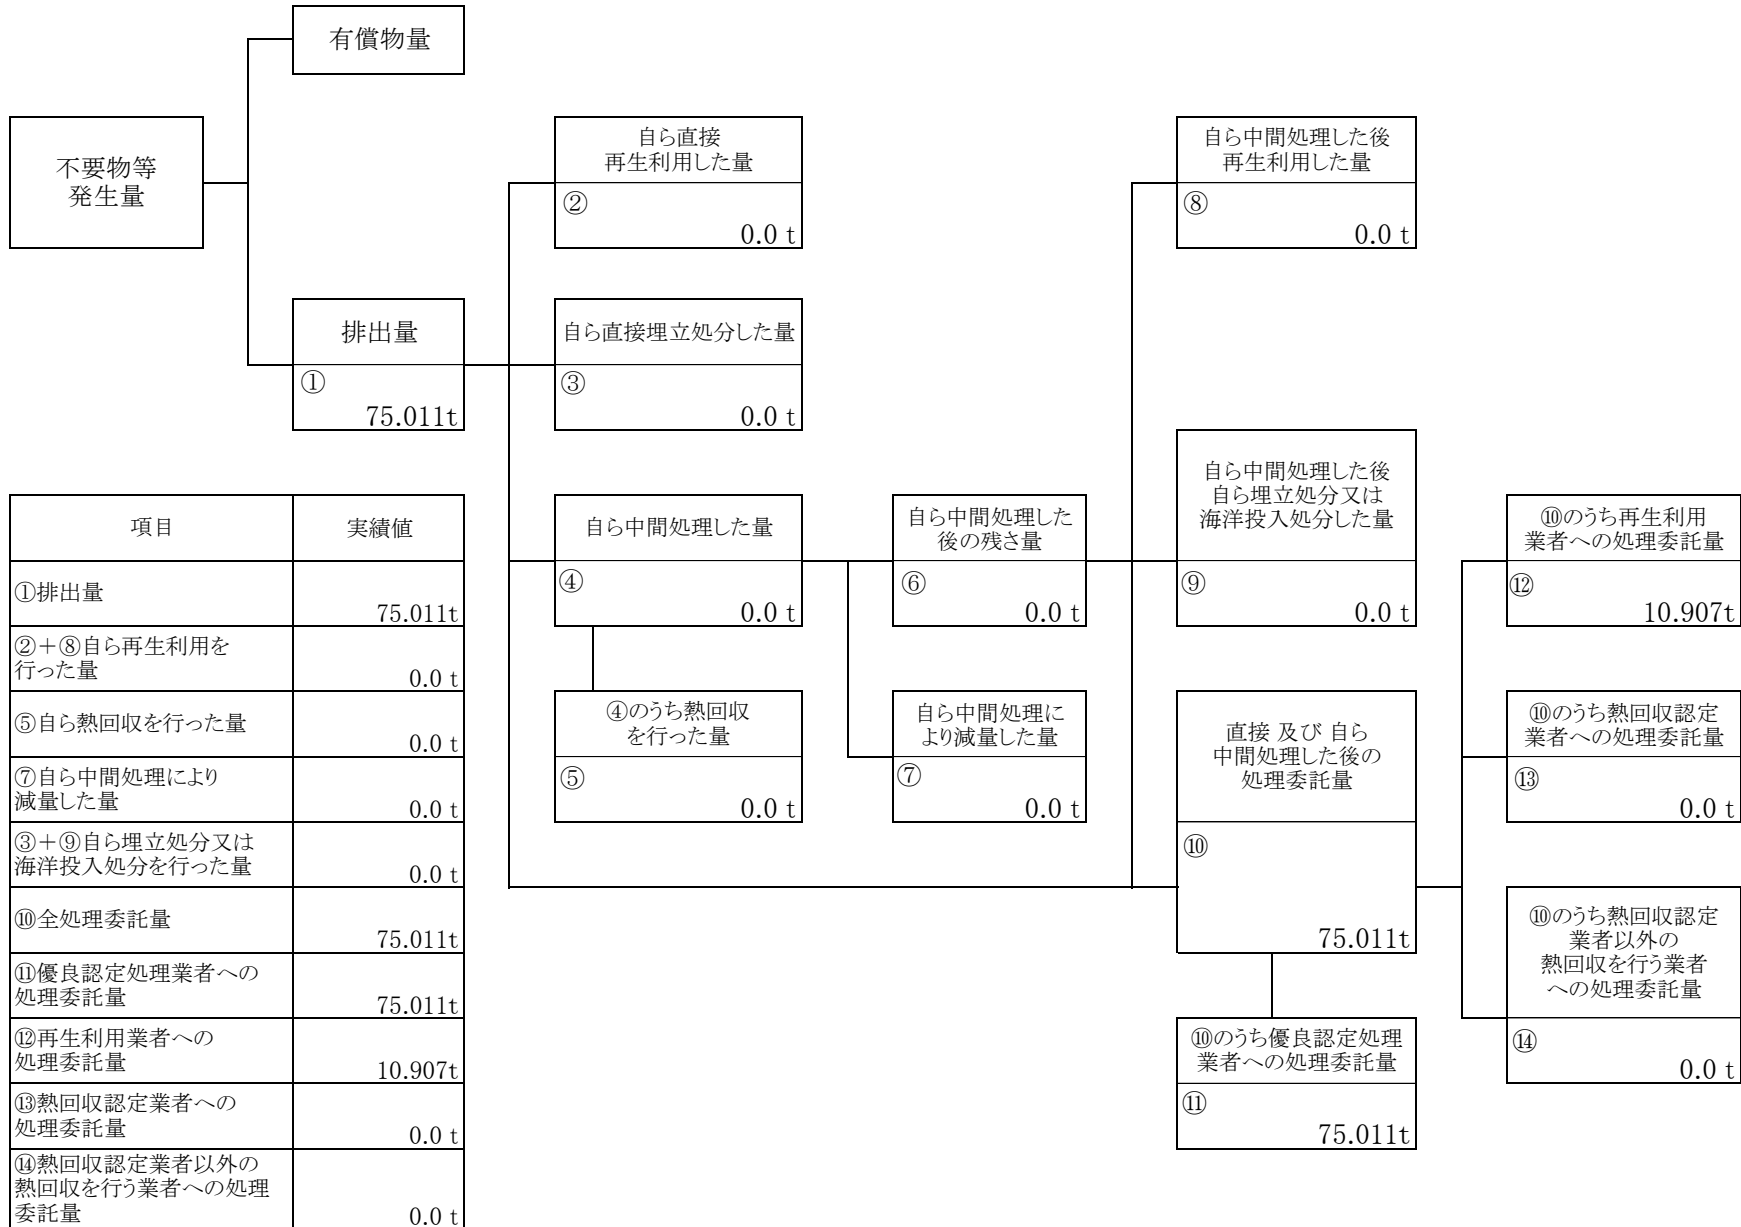 有償物量
不要物等
発生量
自ら直接
再生利用した量
②
0.0 t
自ら中間処理した後
再生利用した量
⑧
0.0 t
排出量
①
75.011t
自ら直接埋立処分した量
③
0.0 t
自ら中間処理した量
④
0.0 t
自ら中間処理した
後の残さ量
⑥
0.0 t
自ら中間処理した後
自ら埋立処分又は
海洋投入処分した量
⑨
0.0 t
⑩のうち再生利用
業者への処理委託量
⑫
10.907t
④のうち熱回収
を行った量
⑤
0.0 t
自ら中間処理に
より減量した量
⑦
0.0 t
直接 及び 自ら
中間処理した後の
処理委託量
⑩
75.011t
⑩のうち熱回収認定
業者への処理委託量
⑬
0.0 t
⑩のうち熱回収認定
業者以外の
熱回収を行う業者
への処理委託量
⑭
0.0 t
⑩のうち優良認定処理
業者への処理委託量
⑪
75.011t
項目 実績値
①排出量
75.011t
②+⑧自ら再生利用を
行った量
0.0 t
⑤自ら熱回収を行った量
0.0 t
⑦自ら中間処理により
減量した量
0.0 t
③+⑨自ら埋立処分又は
海洋投入処分を行った量
0.0 t
⑩全処理委託量
75.011t
⑪優良認定処理業者への
処理委託量
75.011t
⑫再生利用業者への
処理委託量
10.907t
⑬熱回収認定業者への
処理委託量
0.0 t
⑭熱回収認定業者以外の
熱回収を行う業者への処理
委託量
0.0 t